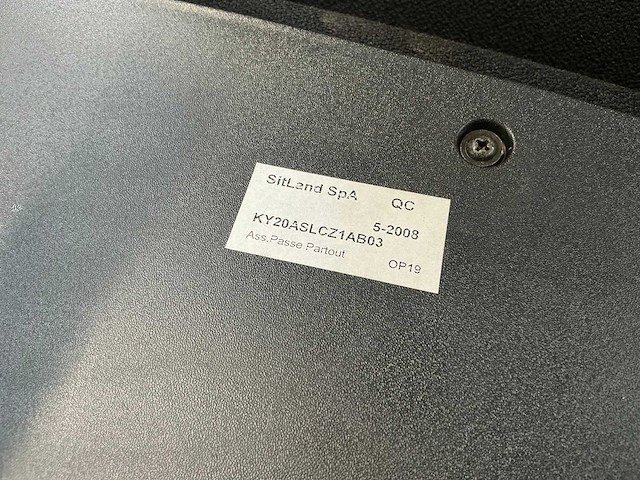 SitLand SpA QC
5-2008
KY20ASLCZ1AB03
Ass.Passe Partout
OP19